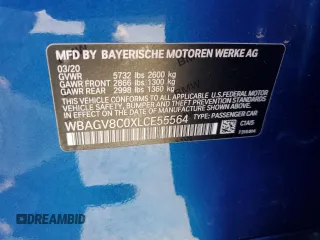 MFD BY BAYERISCHE MOTOREN WERKE AG
03/20
GVWR 5732 lbs 2600 kg
GAWR FRONT 2866 lbs 1300 kg
GAWR REAR 2998 lbs 1360 kg
THIS VEHICLE CONFORMS TO ALL APPLICABLE
U.S. FEDERAL MOTOR VEHICLE
SAFETY, BUMPER, AND THEFT PREVENTION
STANDARDS IN EFFECT ON THE DATE OF
MANUFACTURE SHOWN ABOVE.
WBAGV8C0XLCE55564
TYPE: PASSENGER CAR
C1A15
DREAMBID
DREAMBID